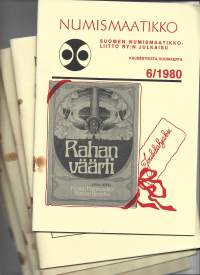 NUMISMAATIKKO
SUOMEN NUMISMAATIKKO-
LIITTO RY:N JULKAISU
6/1980
Rahan
väärti